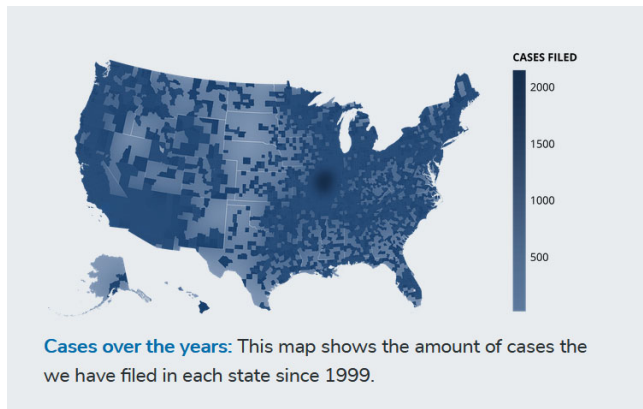 CASES FILED
2000
1500
1000
500
Cases over the years: This map shows the amount of cases the
we have filed in each state since 1999.